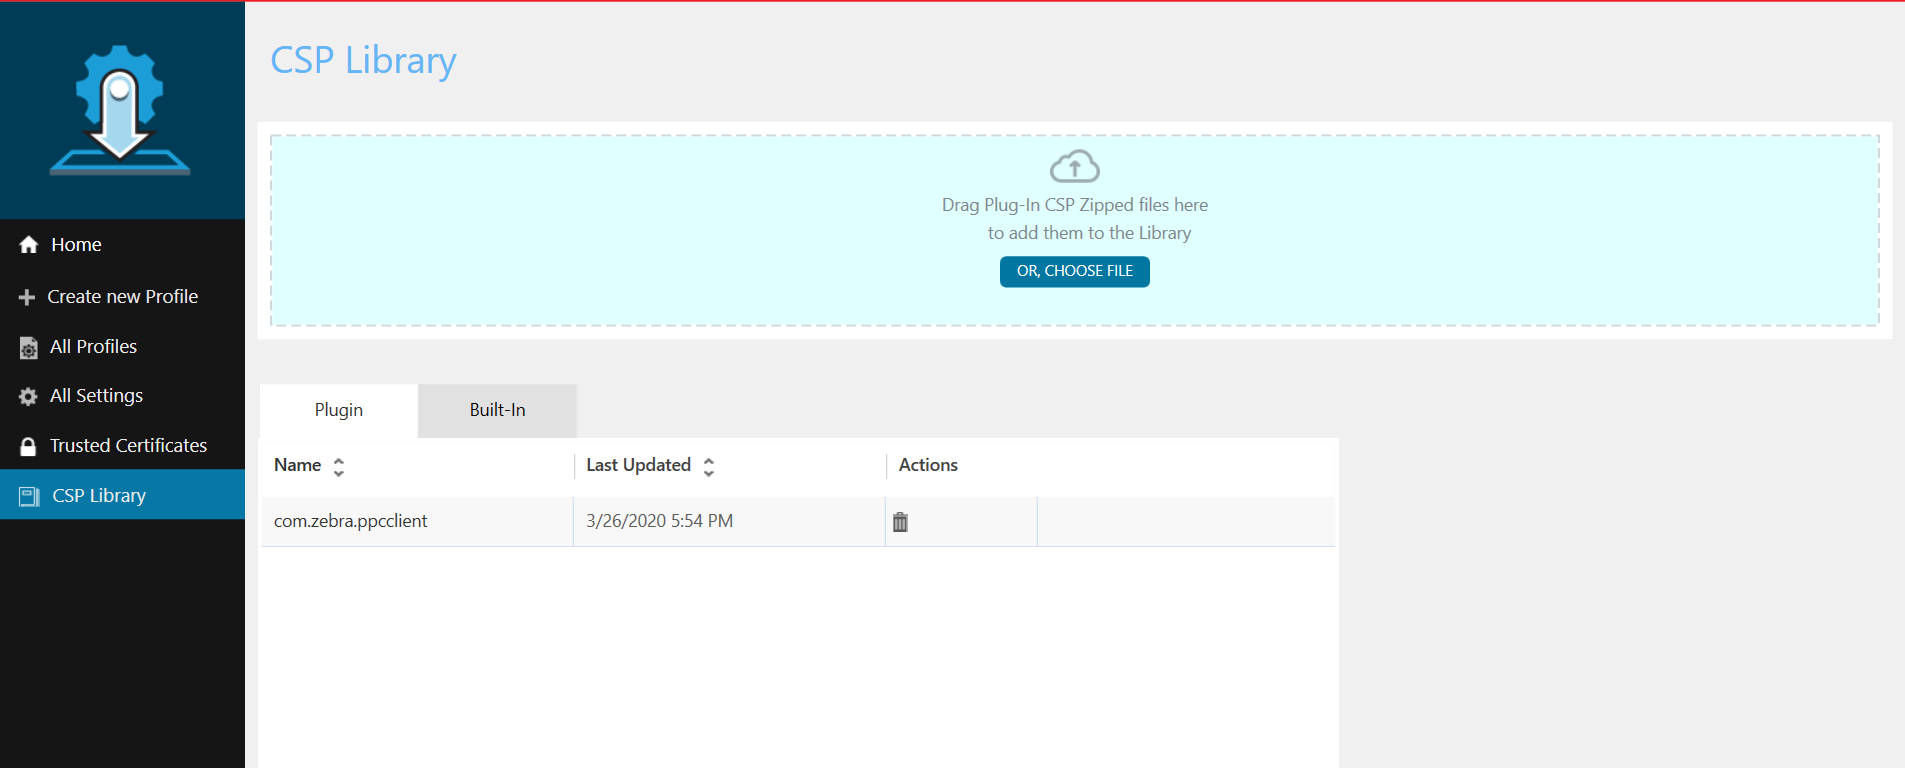 CSP Library
Drag Plug-In CSP Zipped files here
to add them to the Library
OR, CHOOSE FILE
Home
Create new Profile
All Profiles
All Settings
Trusted Certificates
CSP Library
Plugin Built-In
Name Last Updated Actions
com.zebra.ppcclient 3/26/2020 5:54 PM